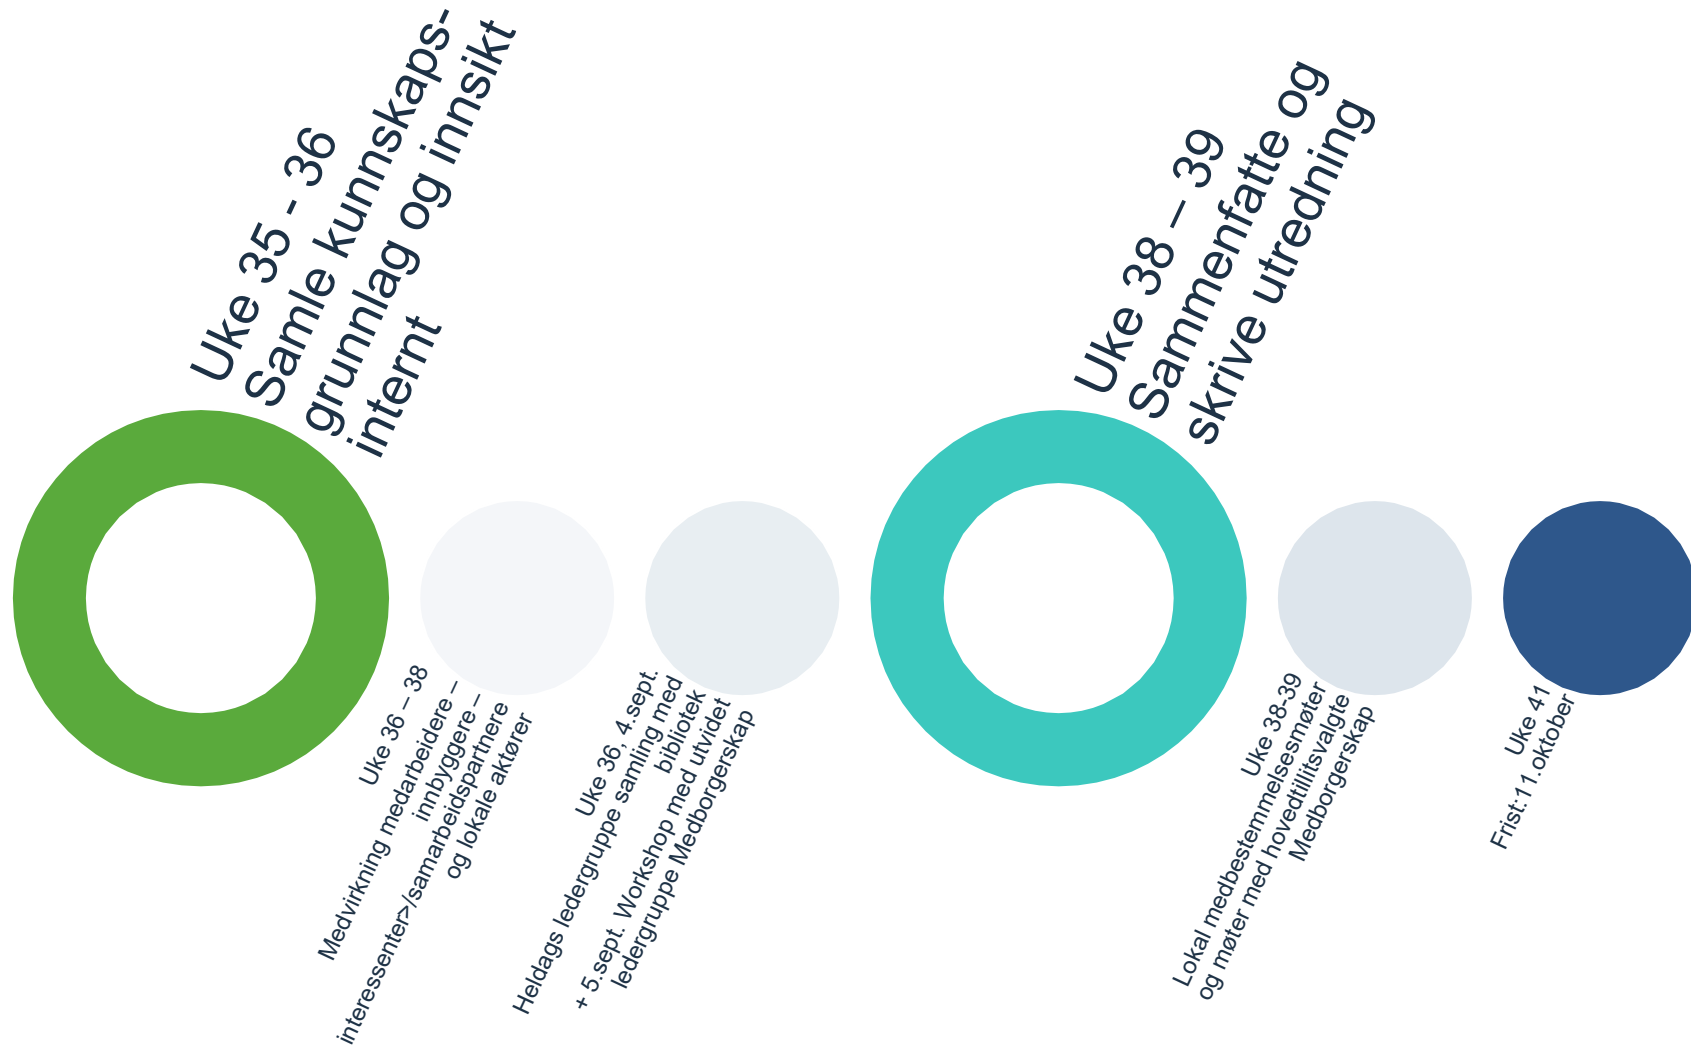 Uke 35 - 36
Samle kunnskaps-
grunnlag og innsikt
internt
Uke 36 – 38
Medvirkning medarbeidere –
innbyggere –
interessenter>/samarbeidspartnere
og lokale aktører
Uke 36, 4.sept.
Heldags ledergruppe samling med
bibliotek
+ 5.sept. Workshop med utvidet
ledergruppe Medborgerskap
Uke 38 – 39
Sammenfatte og
skrive utredning
Uke 38-39
Lokal medbestemmelsesmøter
og møter med hovedtillitsvalgte
Medborgerskap
Uke 41
Frist:11.oktober